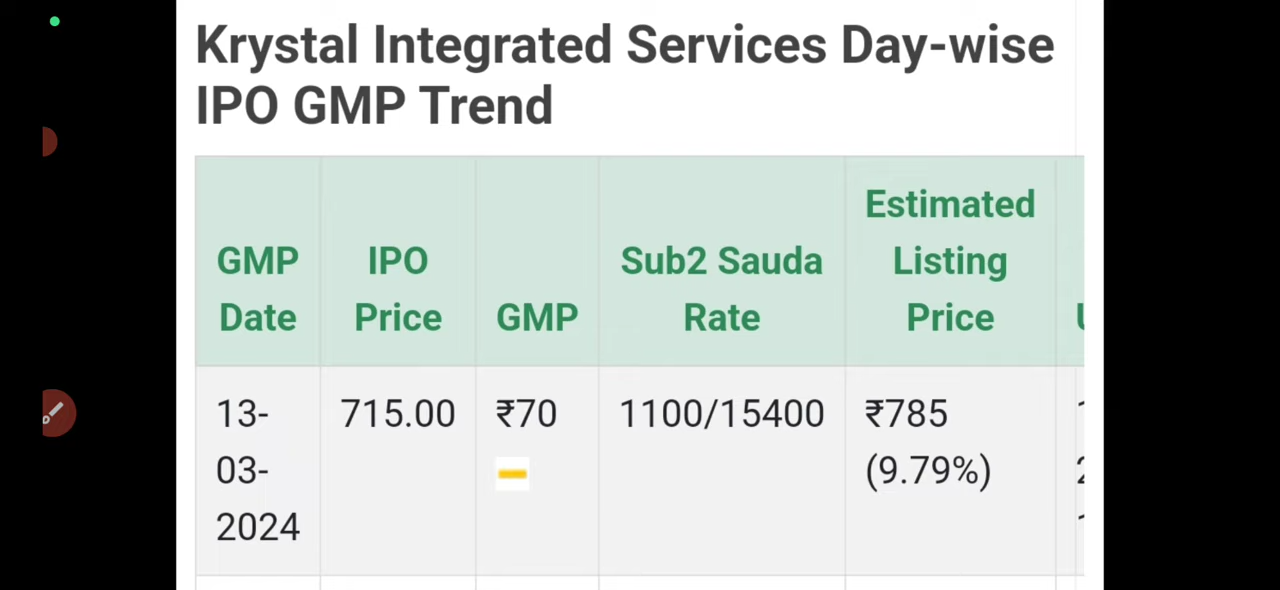 Krystal Integrated Services Day-wise
IPO GMP Trend
GMP Date
IPO Price
GMP
Sub2 Sauda Rate
Estimated Listing Price
13-03-2024
715.00
₹70
1100/15400
₹785 (9.79%)